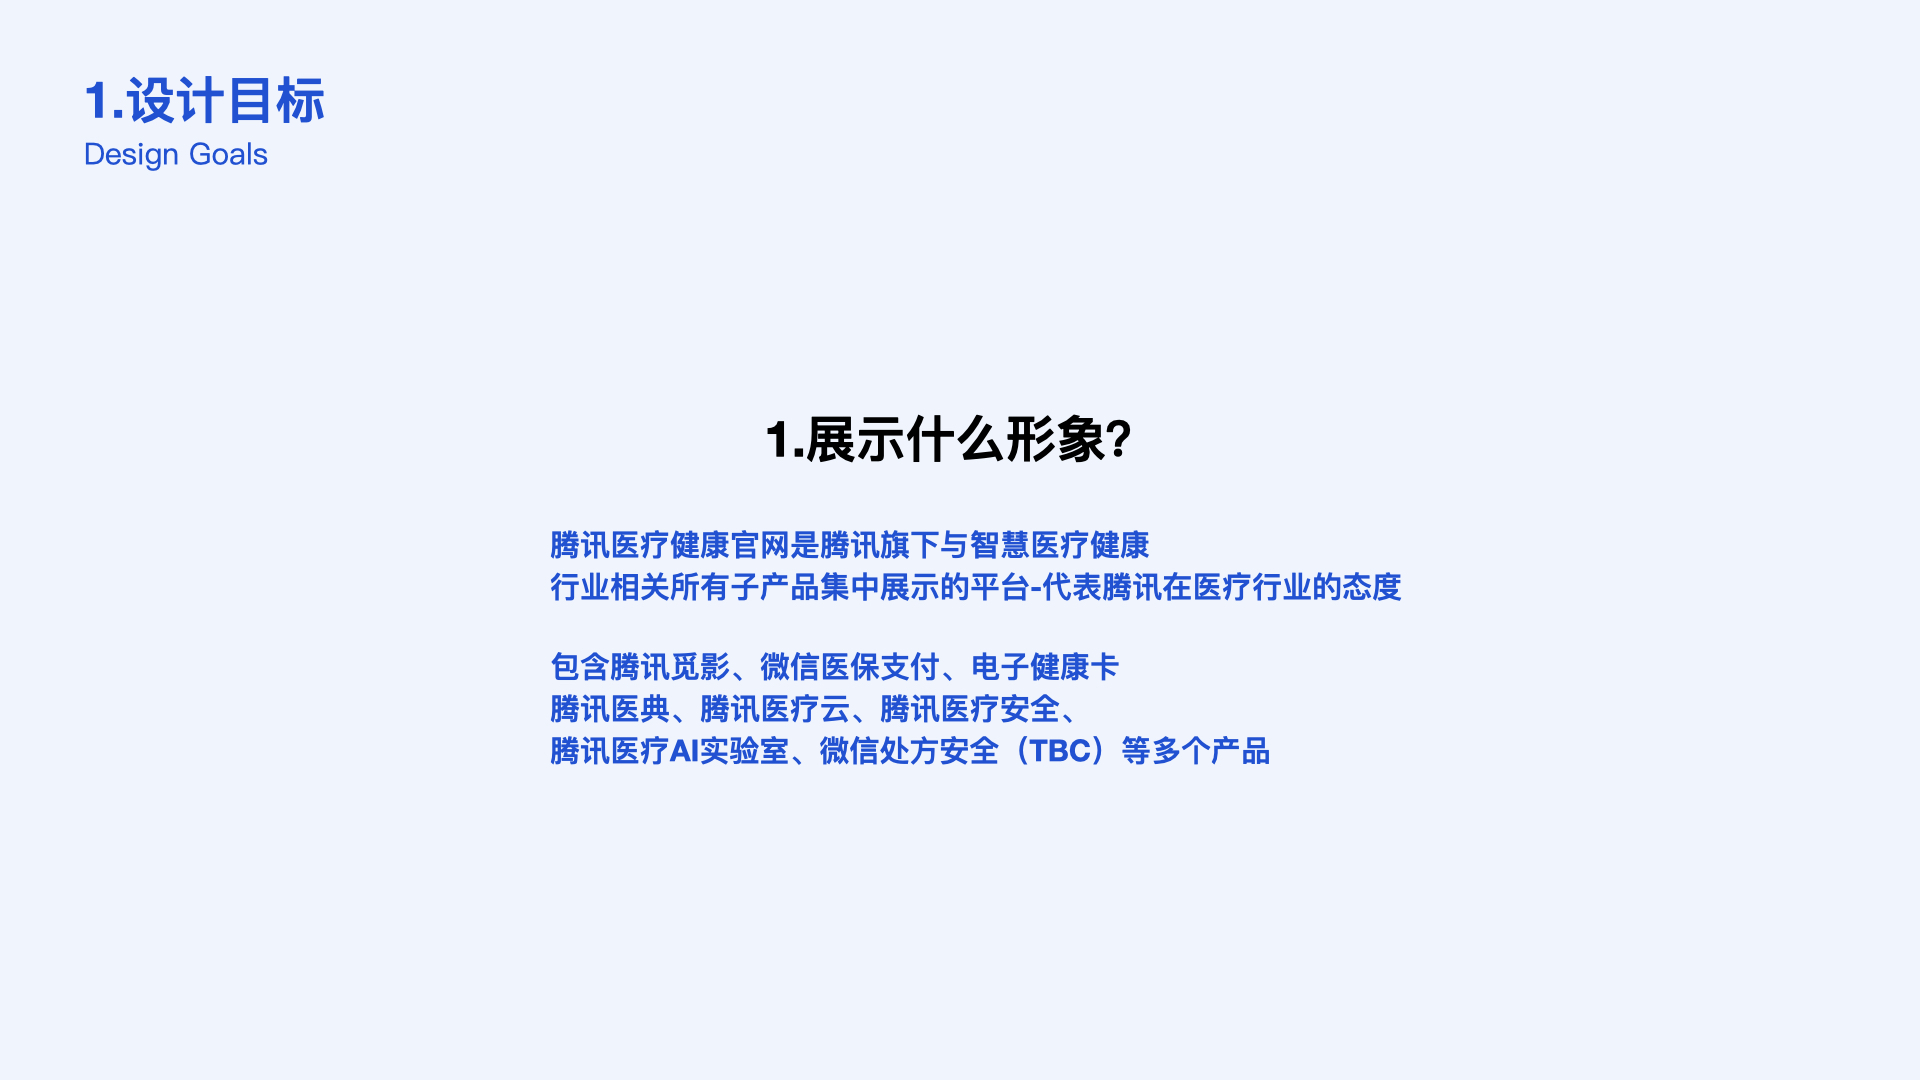 1.设计目标
Design Goals
1.展示什么形象?
腾讯医疗健康官网是腾讯旗下与智慧医疗健康
行业相关所有子产品集中展示的平台-代表腾讯在医疗行业的态度
包含腾讯觅影、微信医保支付、电子健康卡
腾讯医典、腾讯医疗云、腾讯医疗安全、
腾讯医疗AI实验室、微信处方安全（TBC）等多个产品